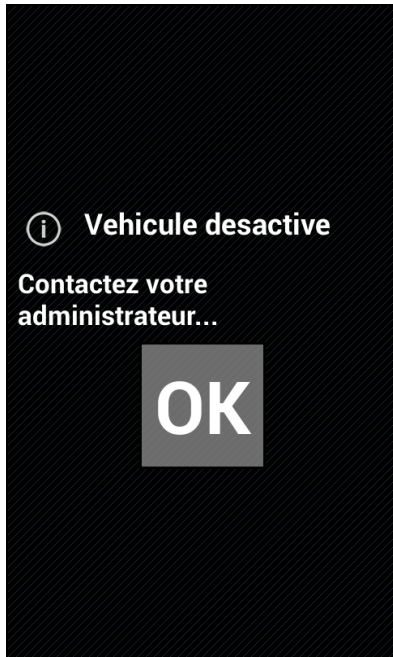 Vehicule desactive
Contactez votre
administrateur...
OK